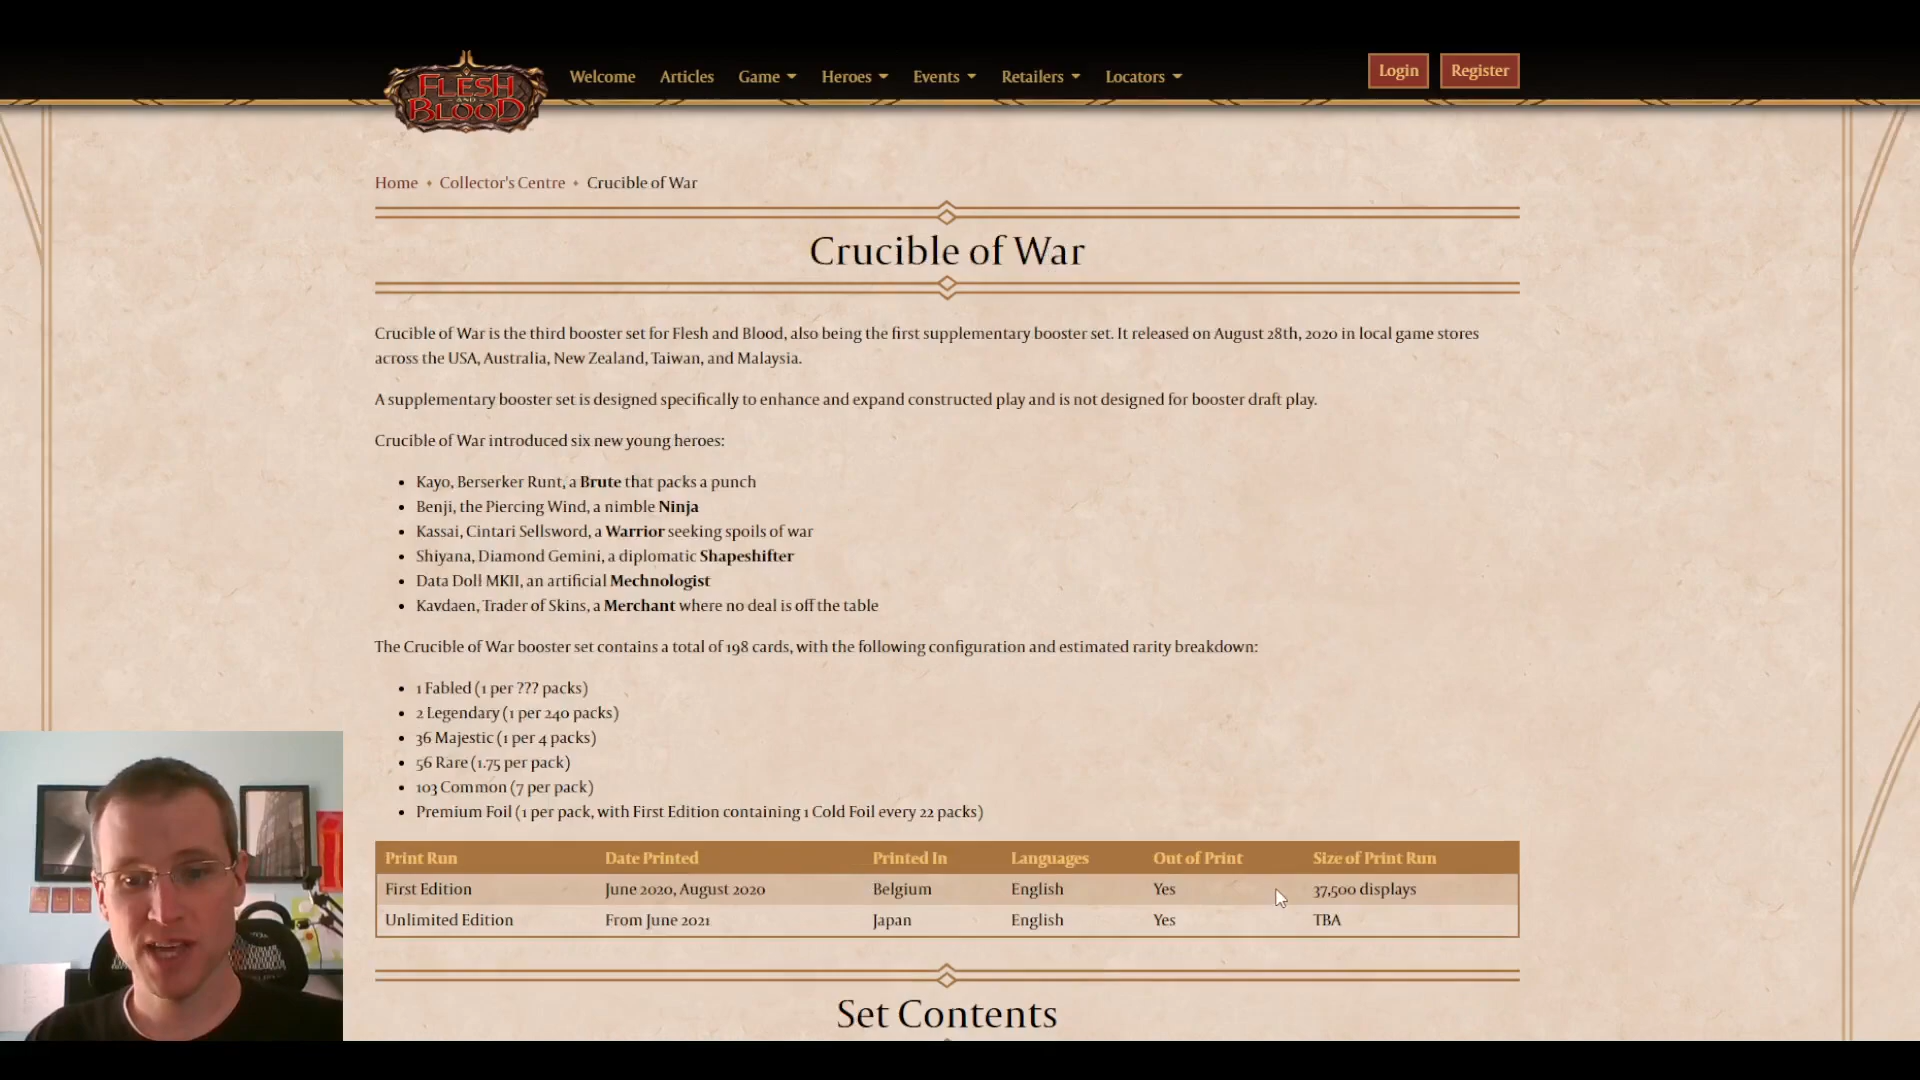 FLESH AND BLOOD
Welcome Articles Game Heroes Events Retailers Locators Login Register
Home • Collector's Centre • Crucible of War
Crucible of War
Crucible of War is the third booster set for Flesh and Blood, also being the first supplementary booster set. It released on August 28th, 2020 in local game stores
across the USA, Australia, New Zealand, Taiwan, and Malaysia.
A supplementary booster set is designed specifically to enhance and expand constructed play and is not designed for booster draft play.
Crucible of War introduced six new young heroes:
• Kayo, Berserker Runt, a Brute that packs a punch
• Benji, the Piercing Wind, a nimble Ninja
• Kassai, Cintari Sellsword, a Warrior seeking spoils of war
• Shiyana, Diamond Gemini, a diplomatic Shapeshifter
• Data Doll MKII, an artificial Mechnologist
• Kavdaen, Trader of Skins, a Merchant where no deal is off the table
The Crucible of War booster set contains a total of 198 cards, with the following configuration and estimated rarity breakdown:
• 1 Fabled (1 per ??? packs)
• 2 Legendary (1 per 240 packs)
• 36 Majestic (1 per 4 packs)
• 56 Rare (1.75 per pack)
• 103 Common (7 per pack)
• Premium Foil (1 per pack, with First Edition containing 1 Cold Foil every 22 packs)
Print Run Date Printed Printed In Languages Out of Print Size of Print Run
First Edition June 2020, August 2020 Belgium English Yes 37,500 displays
Unlimited Edition From June 2021 Japan English Yes TBA
Set Contents